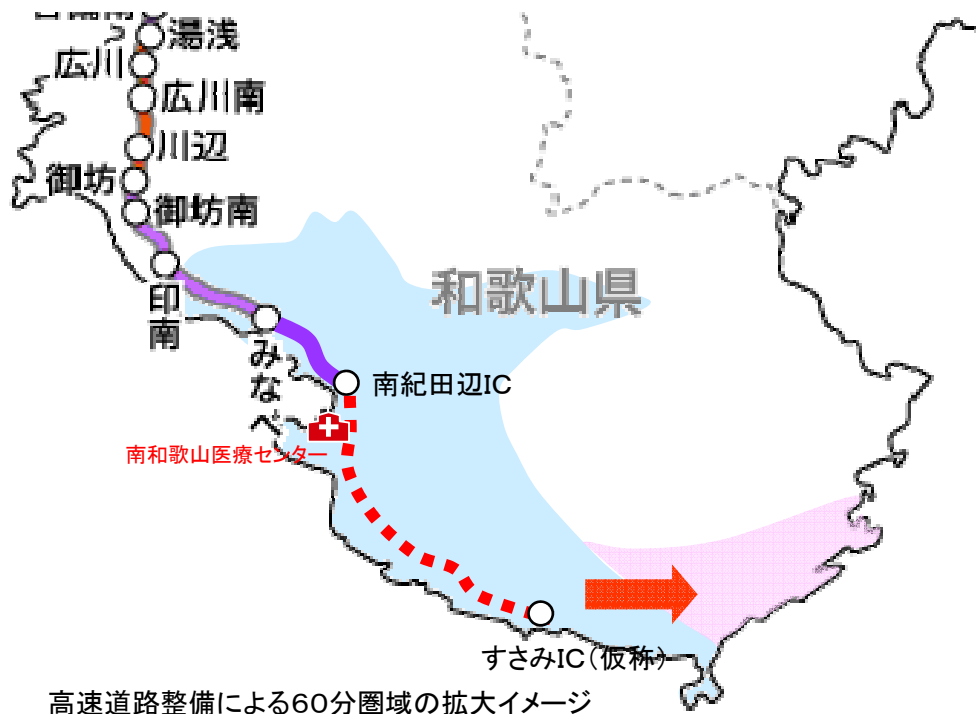 湯浅
広川
広川南
川辺
御坊
御坊南
印南
みなべ
和歌山県
南紀田辺IC
南和歌山医療センター
すさみIC(仮称)
高速道路整備による60分圏域の拡大イメージ